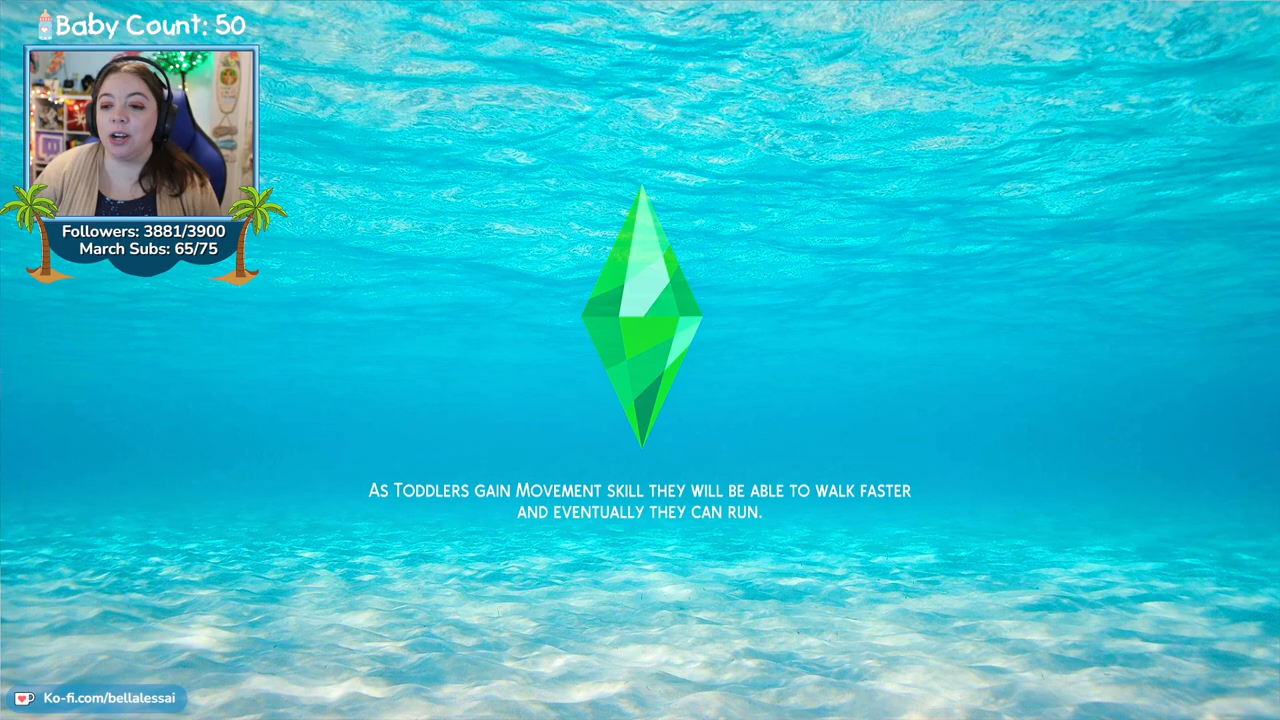 Baby Count: 50
Followers: 3881/3900
March Subs: 65/75
As Toddlers gain Movement skill they will be able to walk faster
and eventually they can run.
Ko-fi.com/bellalessai